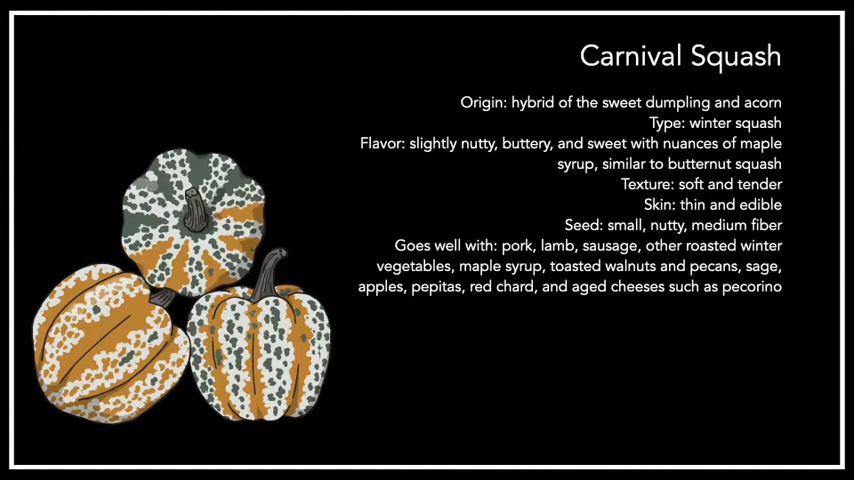 Carnival Squash
Origin: hybrid of the sweet dumpling and acorn
Type: winter squash
Flavor: slightly nutty, buttery, and sweet with nuances of maple
syrup, similar to butternut squash
Texture: soft and tender
Skin: thin and edible
Seed: small, nutty, medium fiber
Goes well with: pork, lamb, sausage, other roasted winter
vegetables, maple syrup, toasted walnuts and pecans, sage,
apples, pepitas, red chard, and aged cheeses such as pecorino